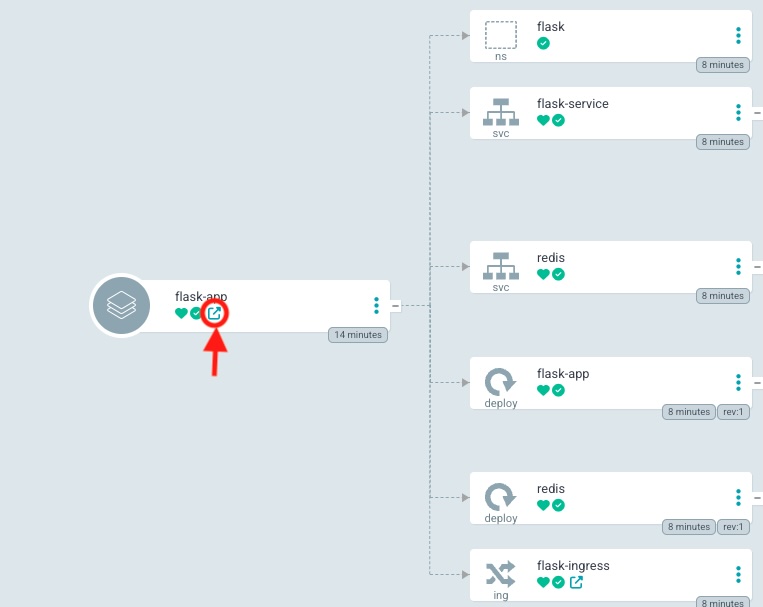 flask
ns
8 minutes
flask-service
svc
8 minutes
redis
svc
8 minutes
flask-app
14 minutes
flask-app
deploy
8 minutes
rev:1
redis
deploy
8 minutes
rev:1
flask-ingress
ing
8 minutes